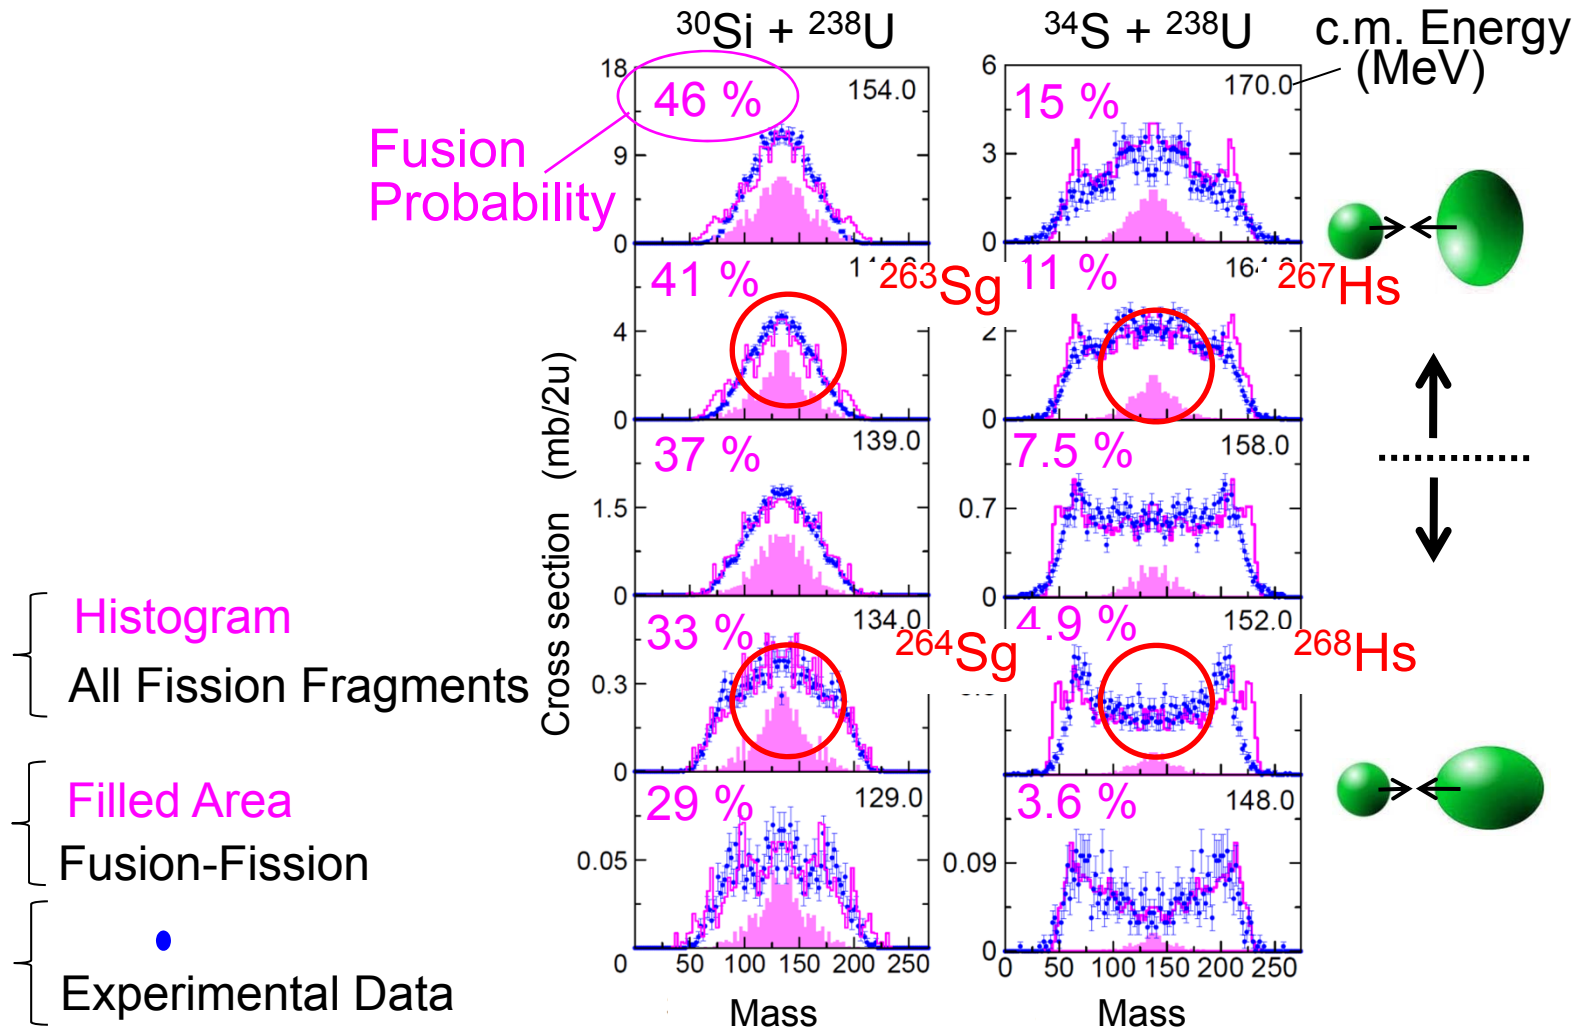 ³⁰Si + ²³⁸U
³⁴S + ²³⁸U
c.m. Energy
(MeV)
Fusion
Probability
18
9
0
46 %
154.0
6
3
0
15 %
170.0
4
0
41 %
²⁶³Sg
2
0
11 %
²⁶⁷Hs
1.5
0
37 %
139.0
0.7
0
7.5 %
158.0
Cross section (mb/2u)
Histogram
All Fission Fragments
0.3
0
33 %
134.0
²⁶⁴Sg
0
4.9 %
152.0
²⁶⁸Hs
Filled Area
Fusion-Fission
0.05
29 %
129.0
0.09
0
3.6 %
148.0
Experimental Data
0 50 100 150 200 250
0 50 100 150 200 250
Mass
Mass